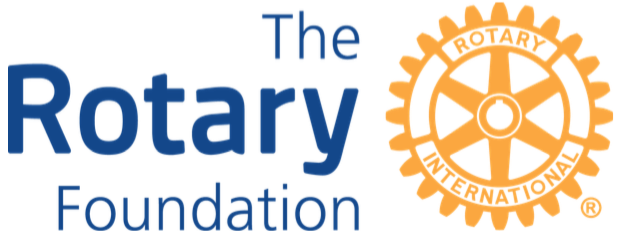 The
Rotary
Foundation
ROTARY
INTERNATIONAL
®